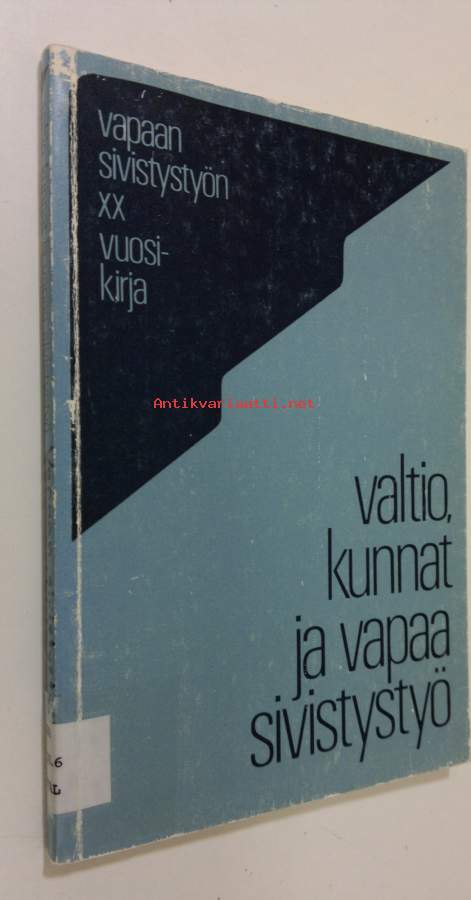 vapaan
sivistystyön
xx
vuosi-
kirja
Antikvariaatti.net
valtio,
kunnat
ja vapaa
sivistystyö